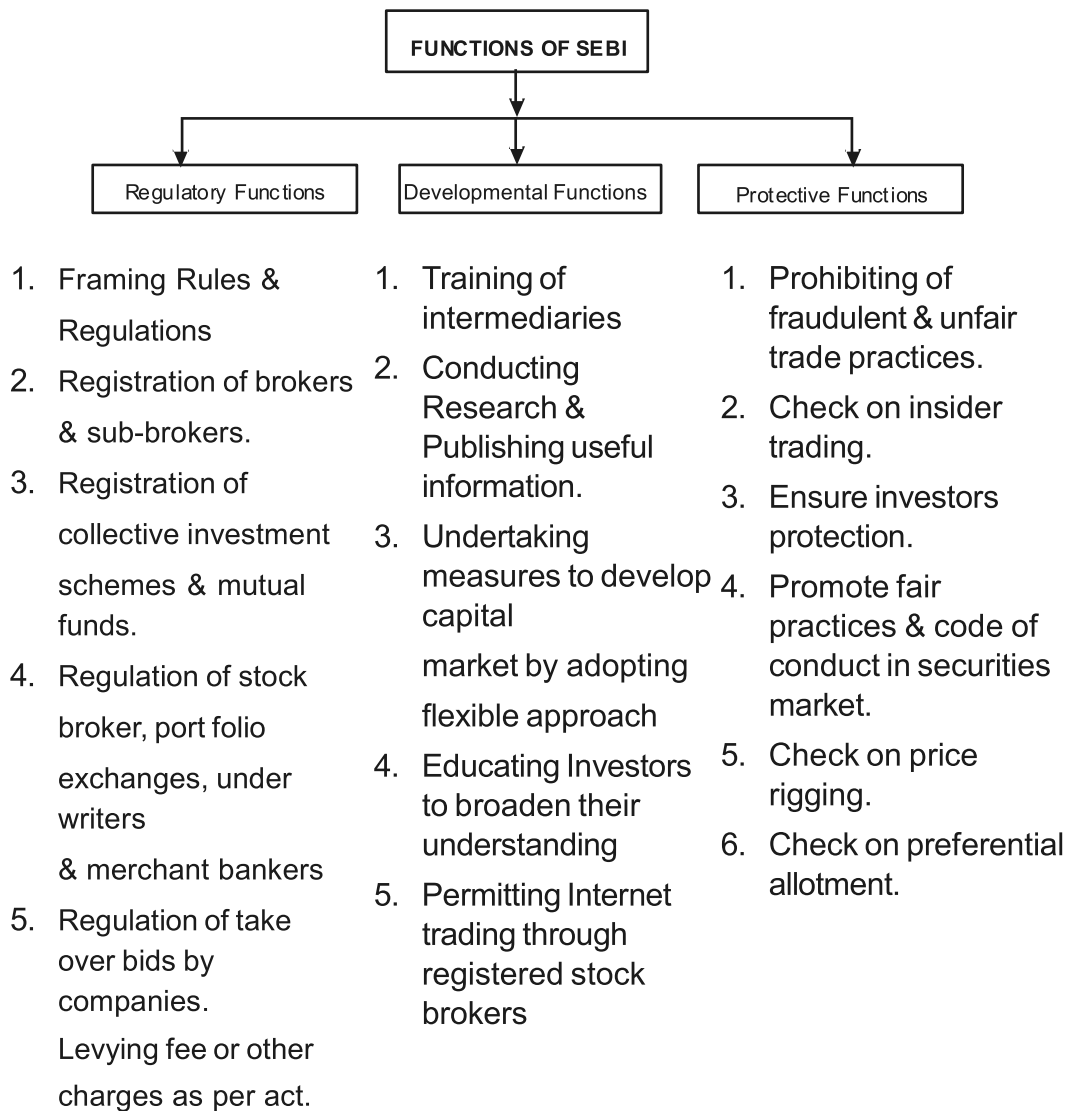 FUNCTIONS OF SEBI
Regulatory Functions
Developmental Functions
Protective Functions
1. Framing Rules &
Regulations
2. Registration of brokers
& sub-brokers.
3. Registration of
collective investment
schemes & mutual
funds.
4. Regulation of stock
broker, port folio
exchanges, under
writers
& merchant bankers
5. Regulation of take
over bids by
companies.
Levying fee or other
charges as per act.
1. Training of
intermediaries
2. Conducting
Research &
Publishing useful
information.
3. Undertaking
measures to develop
capital
market by adopting
flexible approach
4. Educating Investors
to broaden their
understanding
5. Permitting Internet
trading through
registered stock
brokers
1. Prohibiting of
fraudulent & unfair
trade practices.
2. Check on insider
trading.
3. Ensure investors
protection.
4. Promote fair
practices & code of
conduct in securities
market.
5. Check on price
rigging.
6. Check on preferential
allotment.